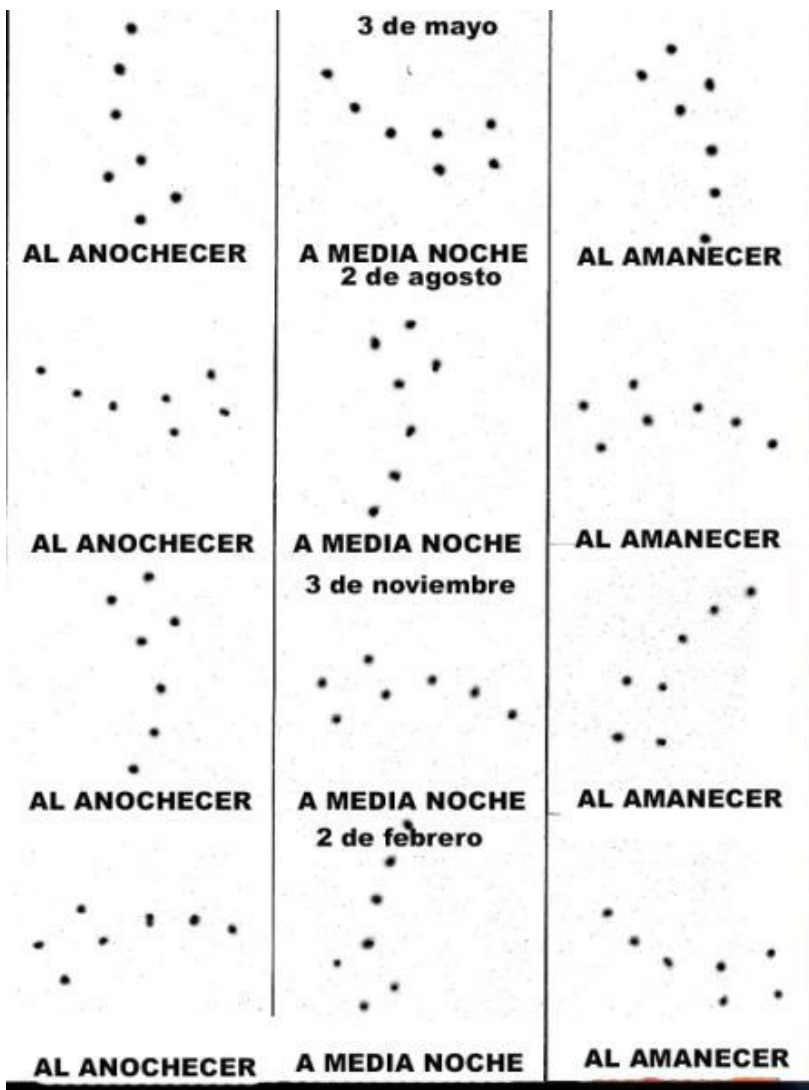 3 de mayo
AL ANOCHECER
A MEDIA NOCHE
AL AMANECER
2 de agosto
AL ANOCHECER
A MEDIA NOCHE
AL AMANECER
3 de noviembre
AL ANOCHECER
A MEDIA NOCHE
AL AMANECER
2 de febrero
AL ANOCHECER
A MEDIA NOCHE
AL AMANECER